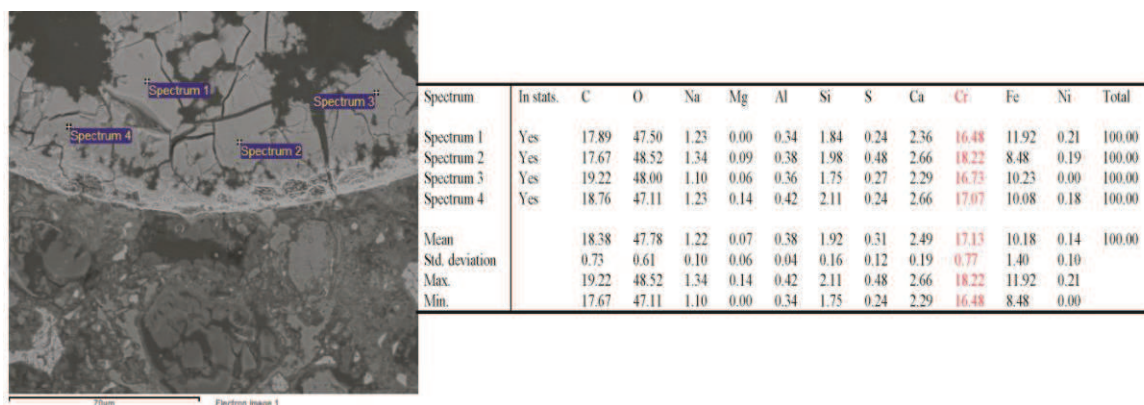 Spectrum 1
Spectrum 3
Spectrum 4
Spectrum 2
70µm Electron Image 1
Spectrum In stats. C O Na Mg Al Si S Ca Cr Fe Ni Total
Spectrum 1 Yes 17.89 47.50 1.23 0.00 0.34 1.84 0.24 2.36 16.48 11.92 0.21 100.00
Spectrum 2 Yes 17.67 48.52 1.34 0.09 0.38 1.98 0.48 2.66 18.22 8.48 0.19 100.00
Spectrum 3 Yes 19.22 48.00 1.10 0.06 0.36 1.75 0.27 2.29 16.73 10.23 0.00 100.00
Spectrum 4 Yes 18.76 47.11 1.23 0.14 0.42 2.11 0.24 2.66 17.07 10.08 0.18 100.00
Mean 18.38 47.78 1.22 0.07 0.38 1.92 0.31 2.49 17.13 10.18 0.14 100.00
Std. deviation 0.73 0.61 0.10 0.06 0.04 0.16 0.12 0.19 0.77 1.40 0.10
Max. 19.22 48.52 1.34 0.14 0.42 2.11 0.48 2.66 18.22 11.92 0.21
Min. 17.67 47.11 1.10 0.00 0.34 1.75 0.24 2.29 16.48 8.48 0.00